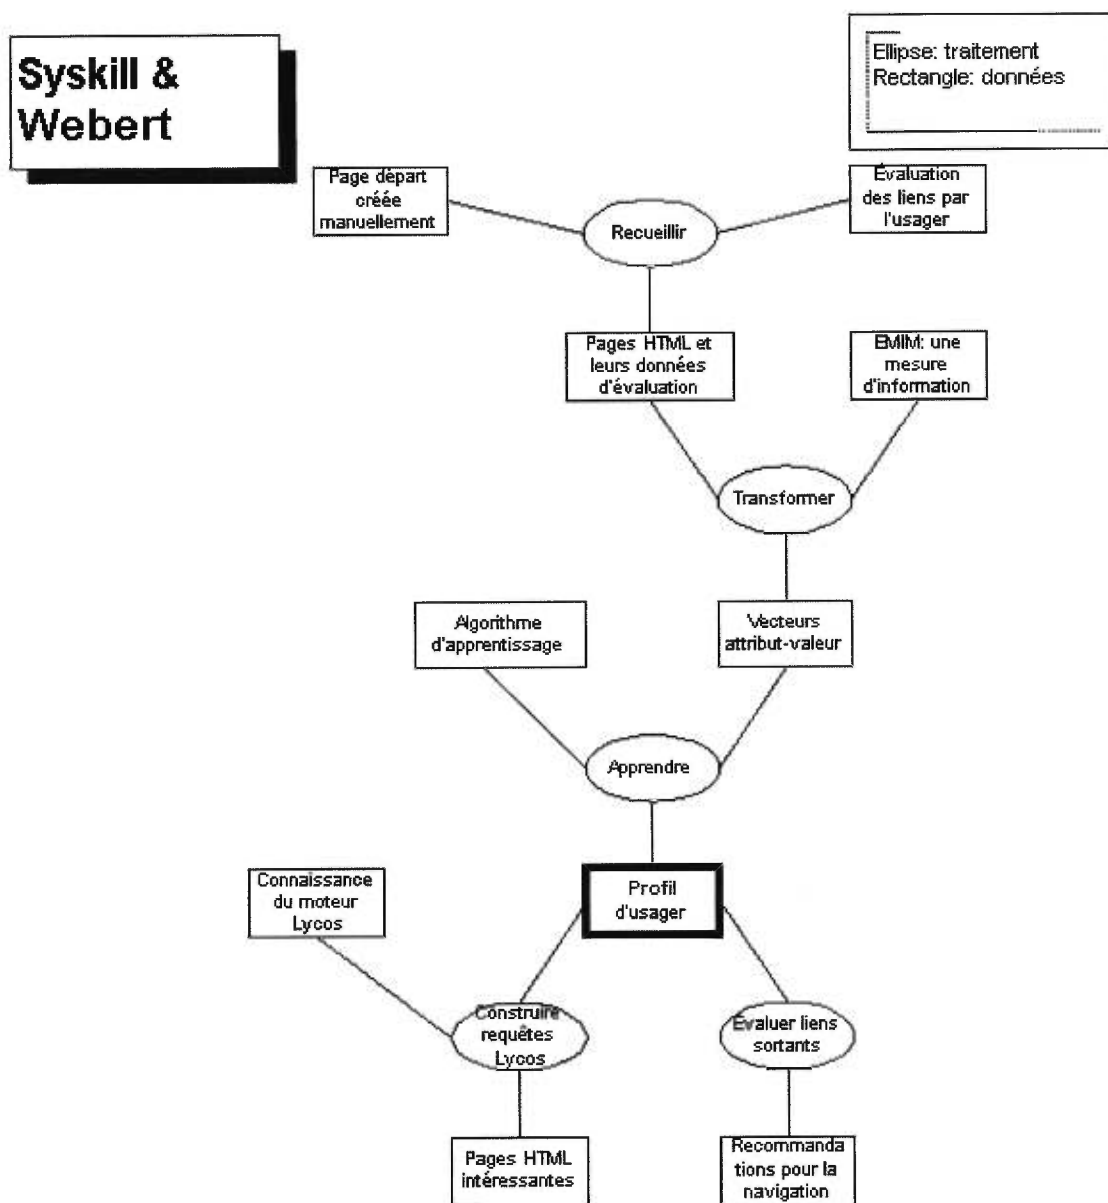 Syskill &
Webert
Ellipse: traitement
Rectangle: données
Page départ
créée
manuellement
Évaluation
des liens par
l'usager
Recueillir
Pages HTML et
leurs données
d'évaluation
EMIM: une
mesure
d'information
Transformer
Algorithme
d'apprentissage
Vecteurs
attribut-valeur
Apprendre
Connaissance
du moteur
Lycos
Profil
d'usager
Construire
requêtes
Lycos
Évaluer liens
sortants
Pages HTML
intéressantes
Recommanda
tions pour la
navigation